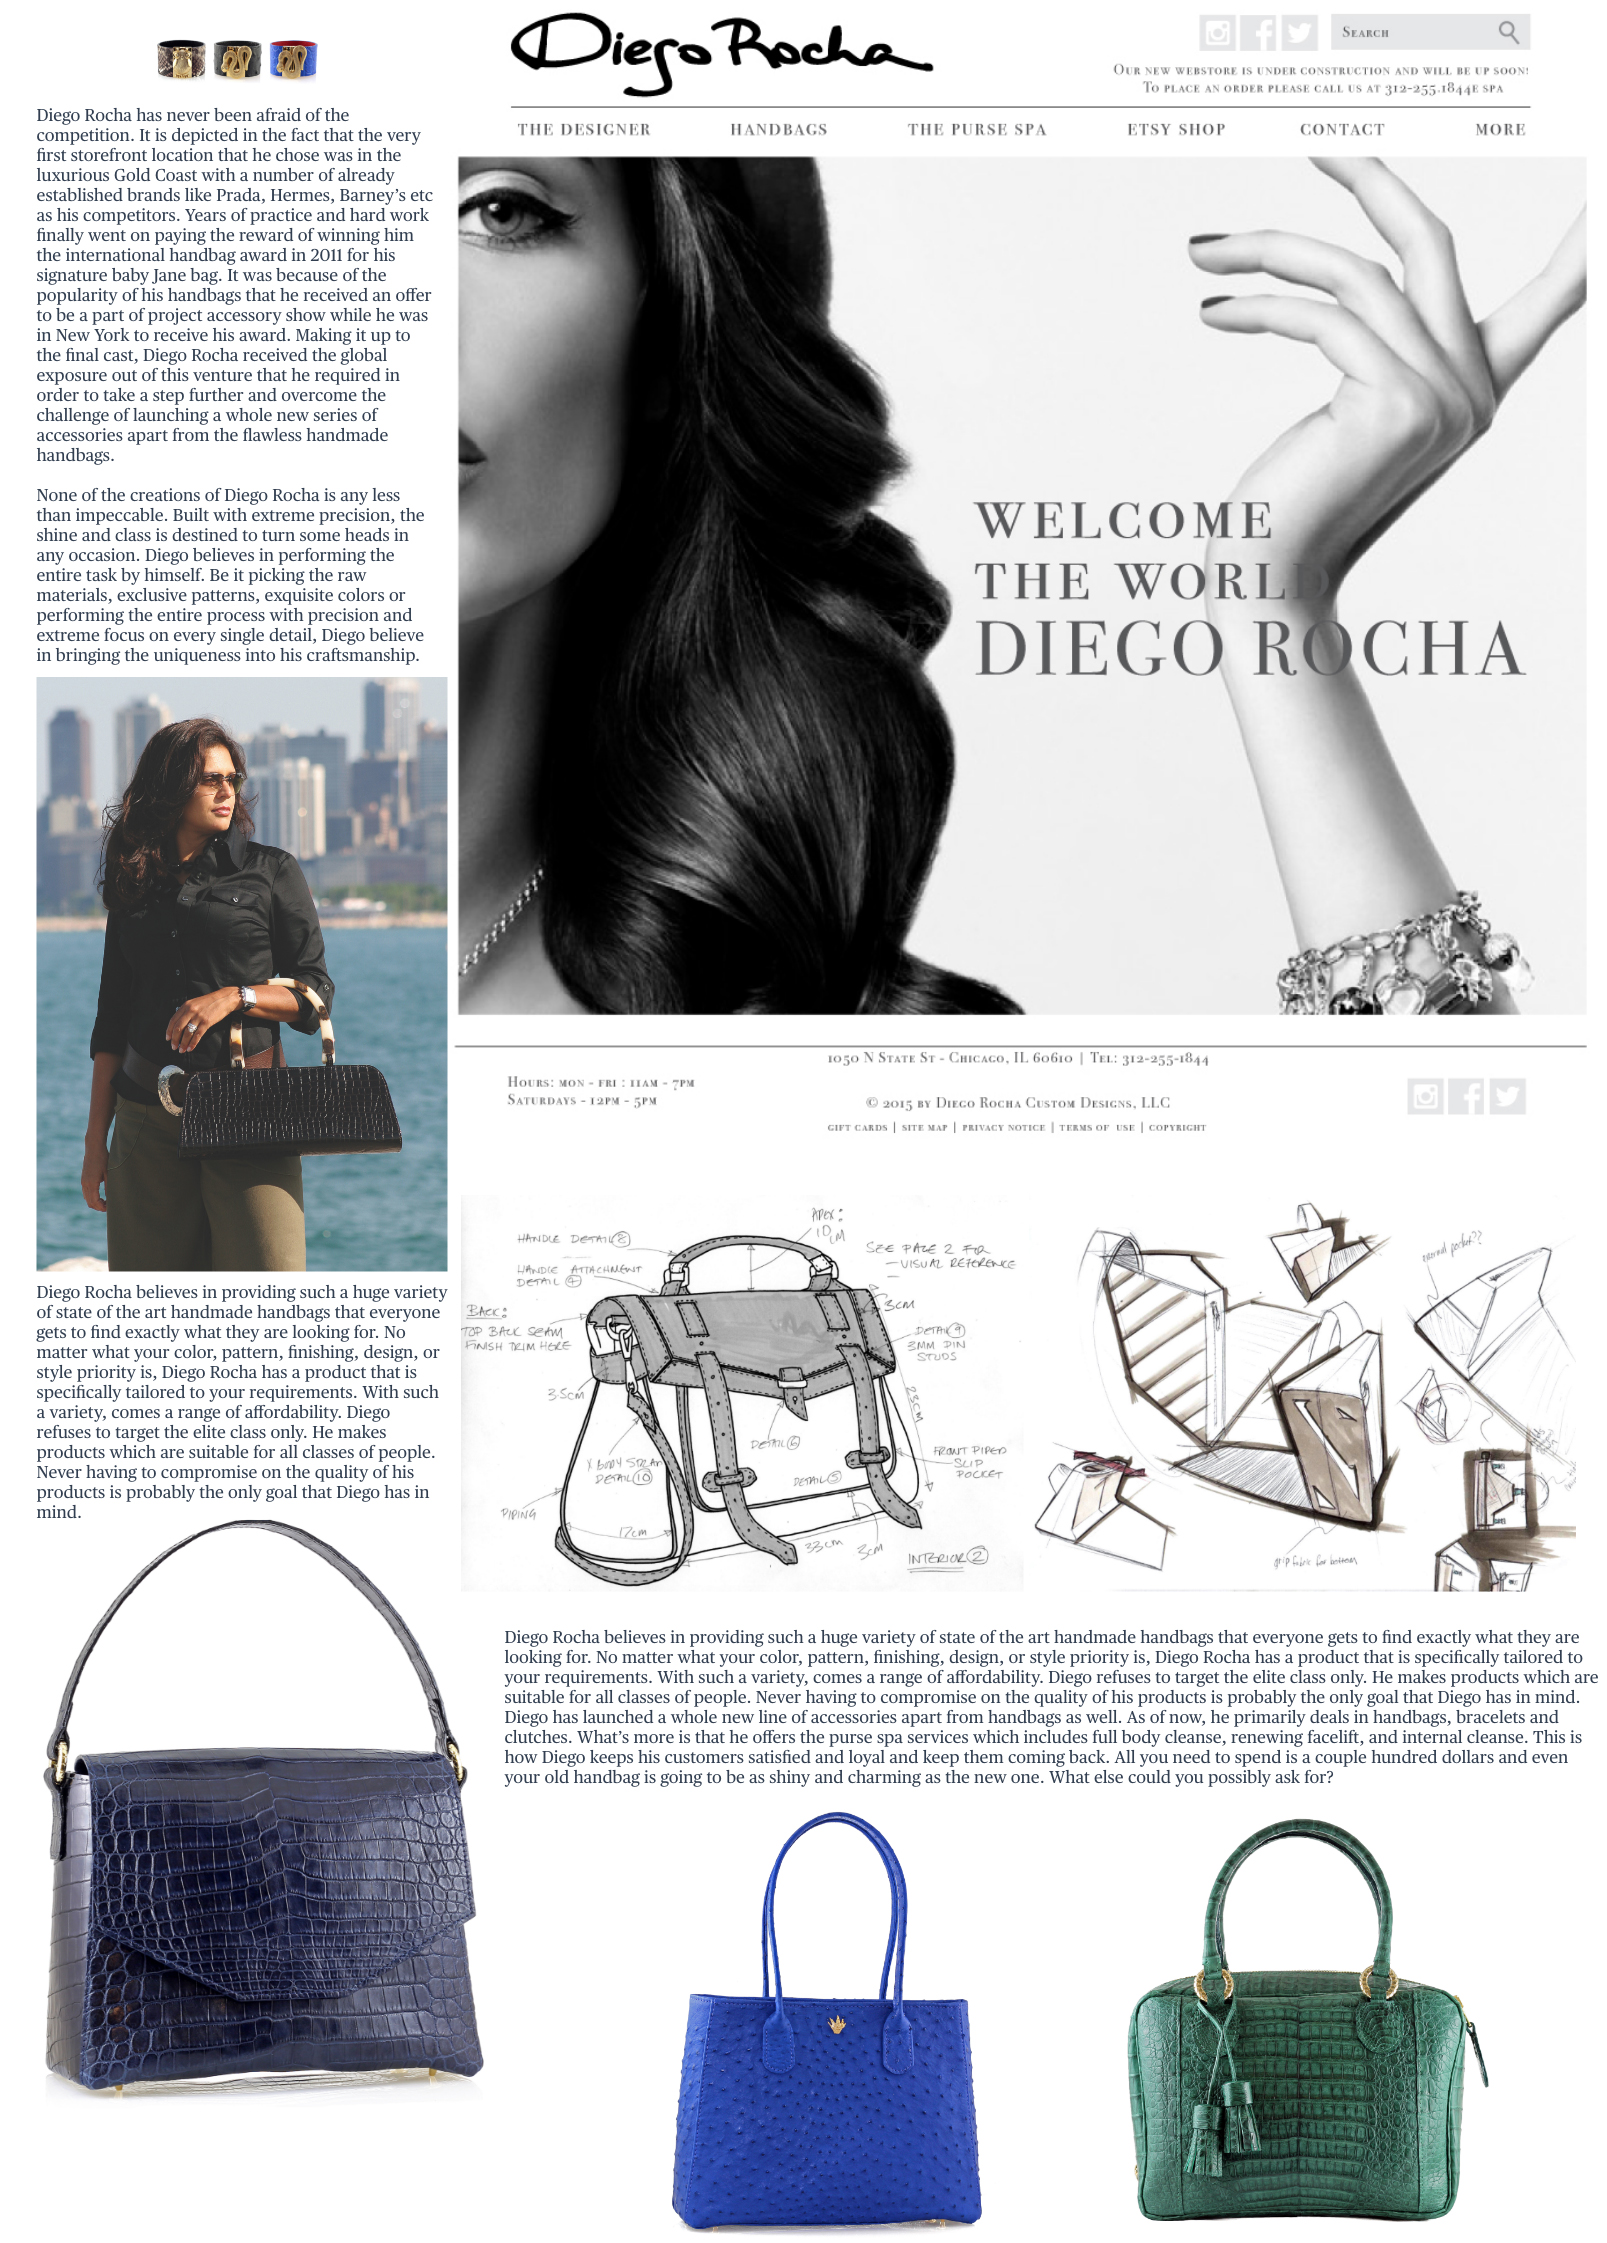 Diego Rocha has never been afraid of the
competition. It is depicted in the fact that the very
first storefront location that he chose was in the
luxurious Gold Coast with a number of already
established brands like Prada, Hermes, Barney's etc
as his competitors. Years of practice and hard work
finally went on paying the reward of winning him
the international handbag award in 2011 for his
signature baby Jane bag. It was because of the
popularity of his handbags that he received an offer
to be a part of project accessory show while he was
in New York to receive his award. Making it up to
the final cast, Diego Rocha received the global
exposure out of this venture that he required in
order to take a step further and overcome the
challenge of launching a whole new series of
accessories apart from the flawless handmade
handbags.
None of the creations of Diego Rocha is any less
than impeccable. Built with extreme precision, the
shine and class is destined to turn some heads in
any occasion. Diego believes in performing the
entire task by himself. Be it picking the raw
materials, exclusive patterns, exquisite colors or
performing the entire process with precision and
extreme focus on every single detail, Diego believe
in bringing the uniqueness into his craftsmanship.
Diego Rocha believes in providing such a huge variety
of state of the art handmade handbags that everyone
gets to find exactly what they are looking for. No
matter what your color, pattern, finishing, design, or
style priority is, Diego Rocha has a product that is
specifically tailored to your requirements. With such
a variety, comes a range of affordability. Diego
refuses to target the elite class only. He makes
products which are suitable for all classes of people.
Never having to compromise on the quality of his
products is probably the only goal that Diego has in
mind.
Diego Rocha
SEARCH
OUR NEW WEBSTORE IS UNDER CONSTRUCTION AND WILL BE UP SOON!
TO PLACE AN ORDER PLEASE CALL US AT 312-255.1844E SPA
THE DESIGNER HANDBAGS THE PURSE SPA ETSY SHOP CONTACT MORE
WELCOME
THE WORLD
DIEGO ROCHA
1050 N STATE ST - CHICAGO, IL 60610 | TEL: 312-255-1844
HOURS: MON - FRI : 11AM - 7PM
SATURDAYS - 12PM - 5PM
© 2015 BY DIEGO ROCHA CUSTOM DESIGNS, LLC
GIFT CARDS | SITE MAP | PRIVACY NOTICE | TERMS OF USE | COPYRIGHT
HANDLE DETAIL 8
APEX:
10 CM
SEE PAGE 2 FOR
- VISUAL REFERENCE
HANDLE ATTACHMENT
DETAIL 4
BACK:
TOP BACK SEAM
FINISH TRIM HERE
3cm
DETAIL 9
3MM DIN
STUDS
3.5cm
23cm
DETAIL 6
X BODY STRAP
DETAIL 10
DETAIL 5
FRONT PIPED
SLIP
POCKET
PIPING
17cm
33cm
3cm
INTERIOR 2
internal pocket??
grip fabric for bottom
Diego Rocha believes in providing such a huge variety of state of the art handmade handbags that everyone gets to find exactly what they are
looking for. No matter what your color, pattern, finishing, design, or style priority is, Diego Rocha has a product that is specifically tailored to
your requirements. With such a variety, comes a range of affordability. Diego refuses to target the elite class only. He makes products which are
suitable for all classes of people. Never having to compromise on the quality of his products is probably the only goal that Diego has in mind.
Diego has launched a whole new line of accessories apart from handbags as well. As of now, he primarily deals in handbags, bracelets and
clutches. What's more is that he offers the purse spa services which includes full body cleanse, renewing facelift, and internal cleanse. This is
how Diego keeps his customers satisfied and loyal and keep them coming back. All you need to spend is a couple hundred dollars and even
your old handbag is going to be as shiny and charming as the new one. What else could you possibly ask for?